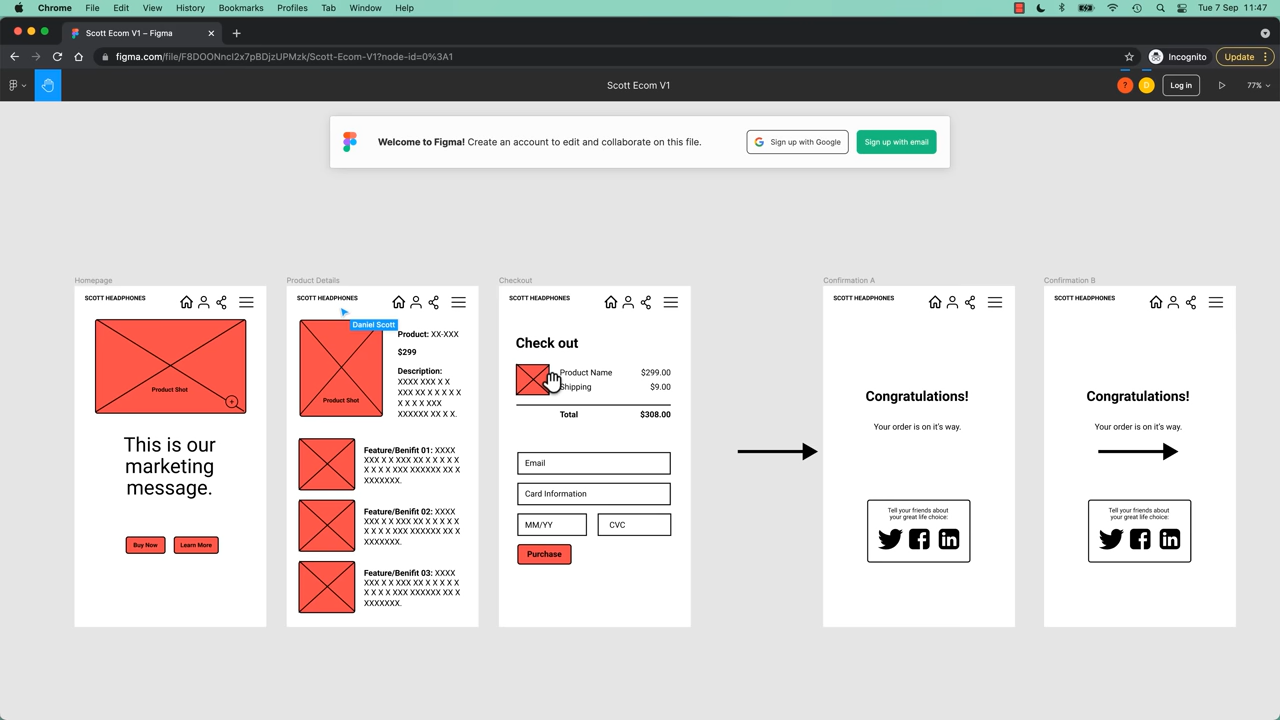 Chrome File Edit View History Bookmarks Profiles Tab Window Help Tue 7 Sep 11:47
Scott Ecom V1 – Figma
figma.com/file/F8DOONncI2x7pBDjzUPMzk/Scott-Ecom-V1?node-id=0%3A1 Incognito Update
Scott Ecom V1 ? D Log in 77%
Welcome to Figma! Create an account to edit and collaborate on this file. Sign up with Google Sign up with email
Homepage
SCOTT HEADPHONES
Product Shot
This is our
marketing
message.
Buy Now Learn More
Product Details
SCOTT HEADPHONES
Daniel Scott
Product Shot
Product: XX-XXX
$299
Description:
XXXX XXX X X
XXX XX X X X X X
X X X X XXX
XXXXXX XX X.
Feature/Benifit 01: XXXX
XXX X X XXX XX X X X X X
X X X X XXX XXXXXX XX X
XXXXXXX.
Feature/Benifit 02: XXXX
XXX X X XXX XX X X X X X
X X X X XXX XXXXXX XX X
XXXXXXX.
Feature/Benifit 03: XXXX
XXX X X XXX XX X X X X X
X X X X XXX XXXXXX XX X
XXXXXXX.
Checkout
SCOTT HEADPHONES
Check out
Product Name $299.00
Shipping $9.00
Total $308.00
Email
Card Information
MM/YY CVC
Purchase
Confirmation A
SCOTT HEADPHONES
Congratulations!
Your order is on it's way.
Tell your friends about
your great life choice:
Confirmation B
SCOTT HEADPHONES
Congratulations!
Your order is on it's way.
Tell your friends about
your great life choice: